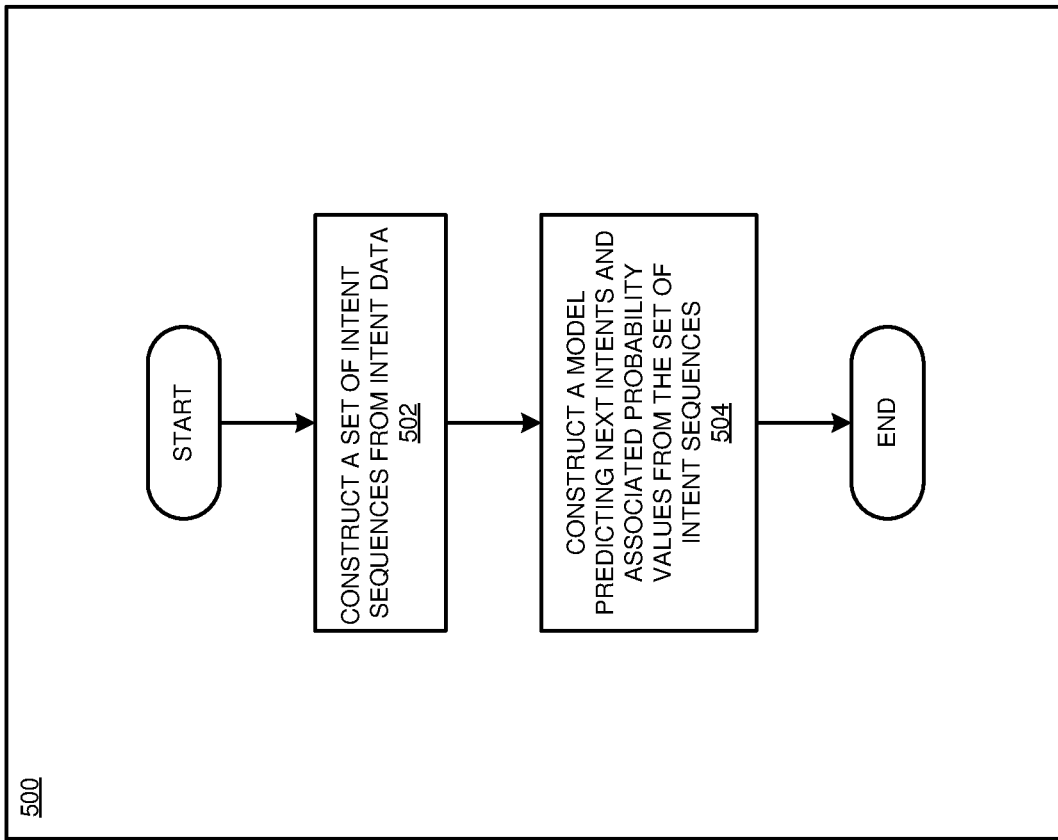 500
START
CONSTRUCT A SET OF INTENT
SEQUENCES FROM INTENT DATA
502
CONSTRUCT A MODEL
PREDICTING NEXT INTENTS AND
ASSOCIATED PROBABILITY
VALUES FROM THE SET OF
INTENT SEQUENCES
504
END